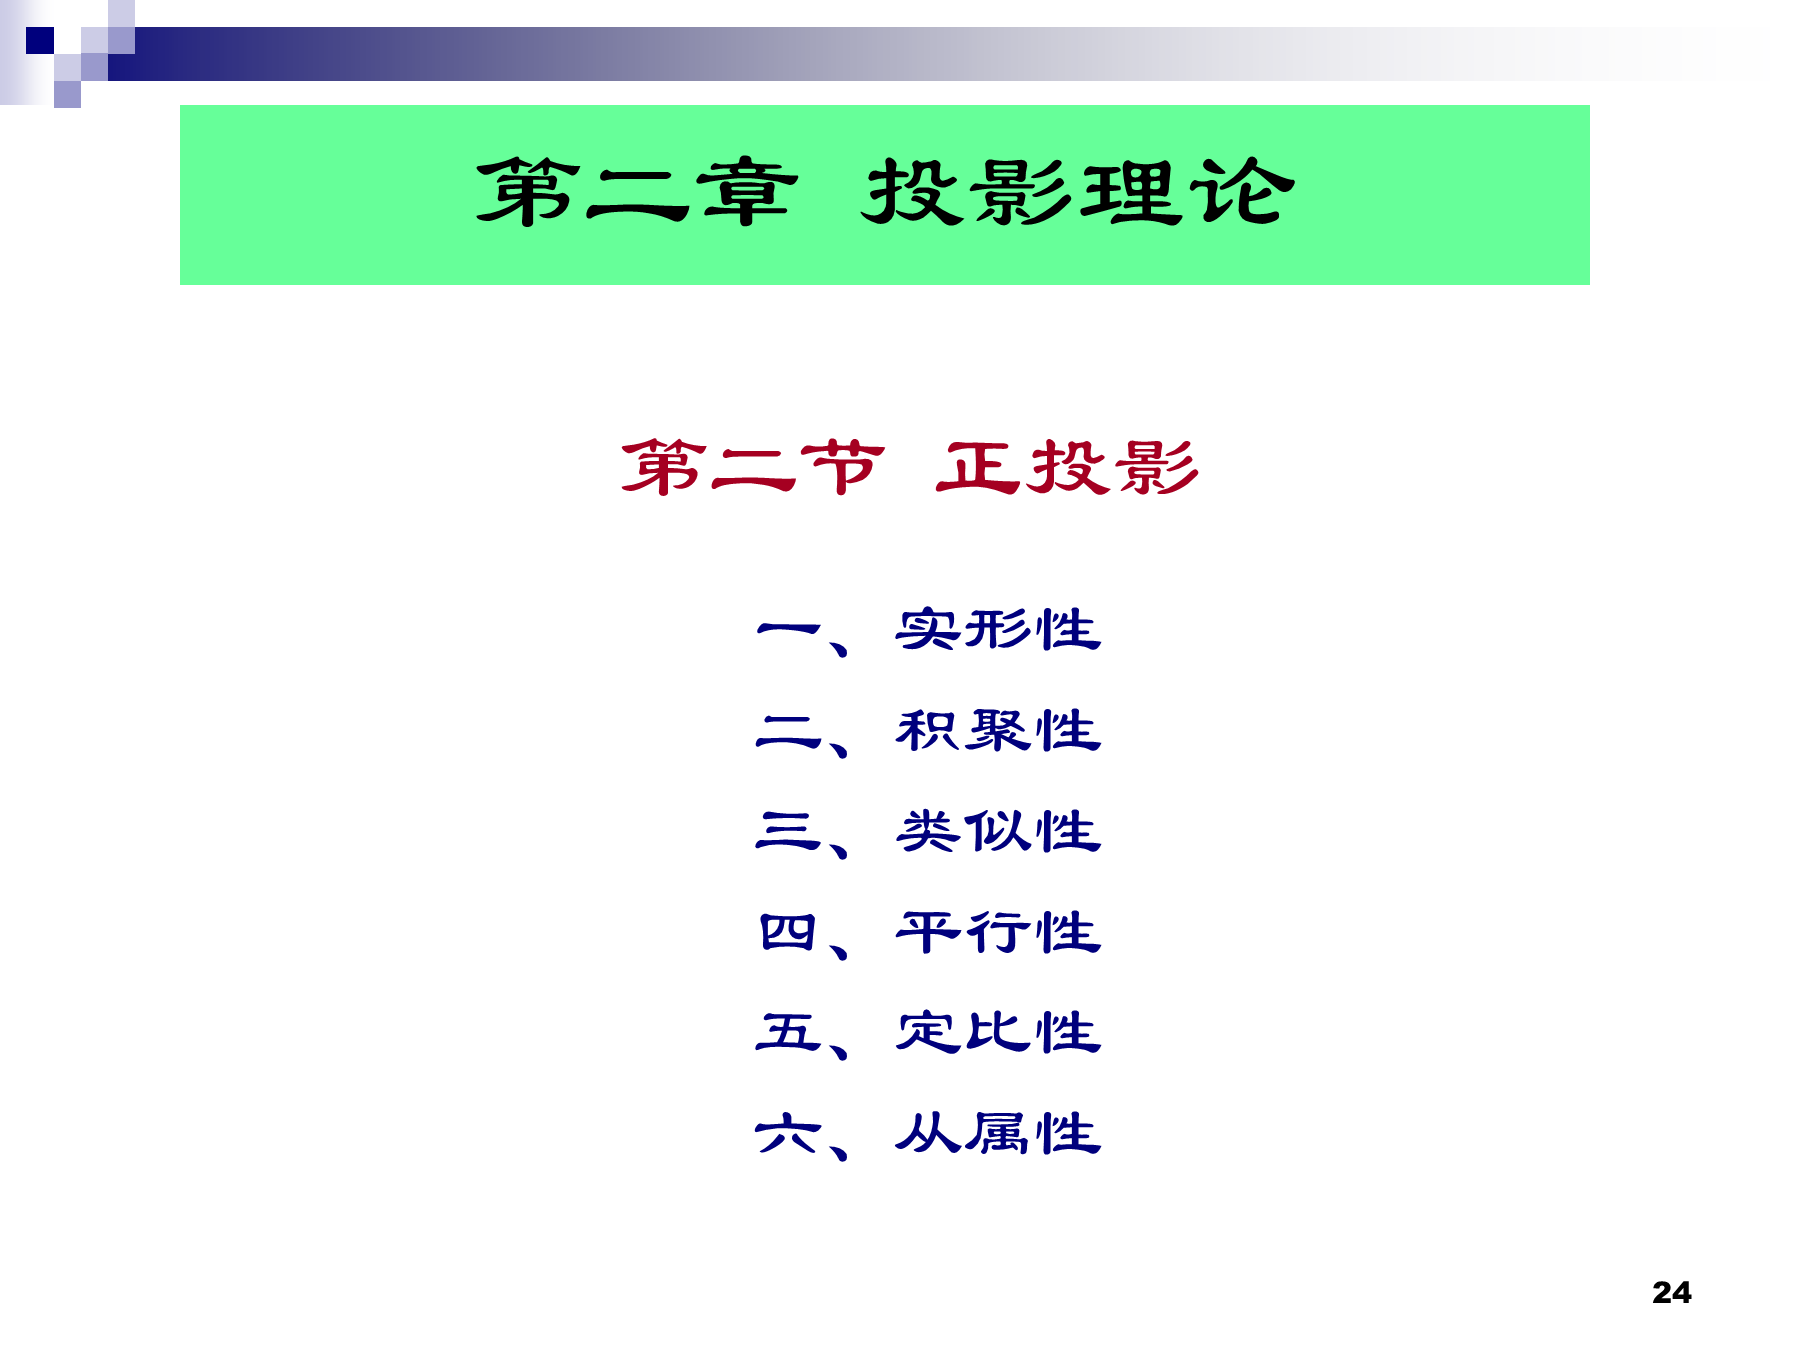 第二章 投影理论
第二节 正投影
一、实形性
二、积聚性
三、类似性
四、平行性
五、定比性
六、从属性
24